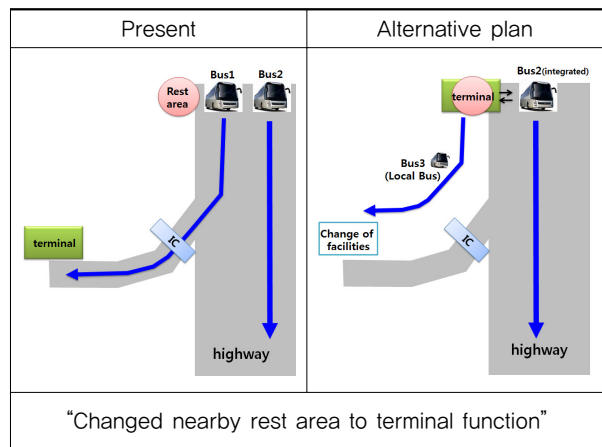 Present
Alternative plan
Rest
area
Bus1
Bus2
IC
terminal
highway
Bus2(integrated)
terminal
Bus3
(Local Bus)
Change of
facilities
IC
highway
“Changed nearby rest area to terminal function”